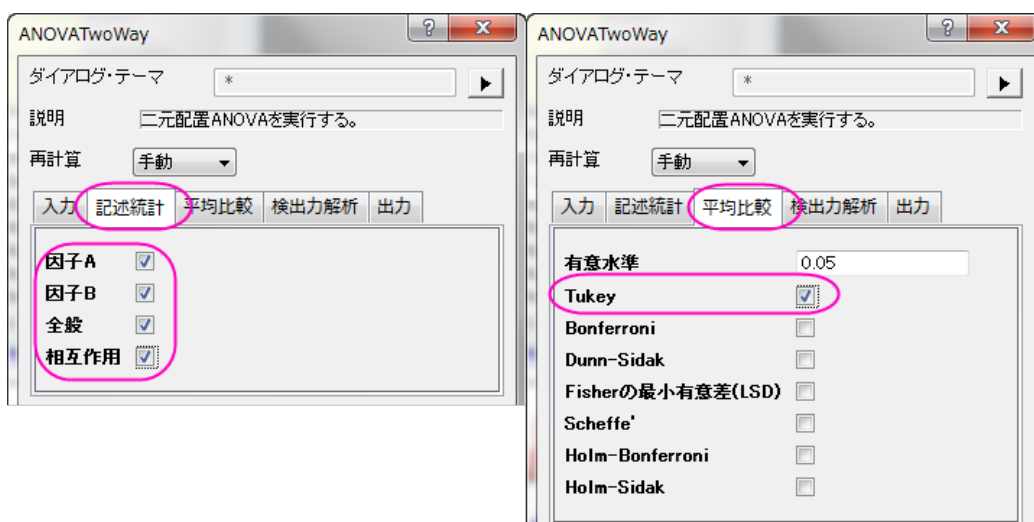 ANOVATwoWay
ダイアログ・テーマ *
説明 二元配置ANOVAを実行する。
再計算 手動
入力 記述統計 平均比較 検出力解析 出力
因子A
因子B
全般
相互作用
ANOVATwoWay
ダイアログ・テーマ *
説明 二元配置ANOVAを実行する。
再計算 手動
入力 記述統計 平均比較 検出力解析 出力
有意水準 0.05
Tukey
Bonferroni
Dunn-Sidak
Fisherの最小有意差(LSD)
Scheffe'
Holm-Bonferroni
Holm-Sidak